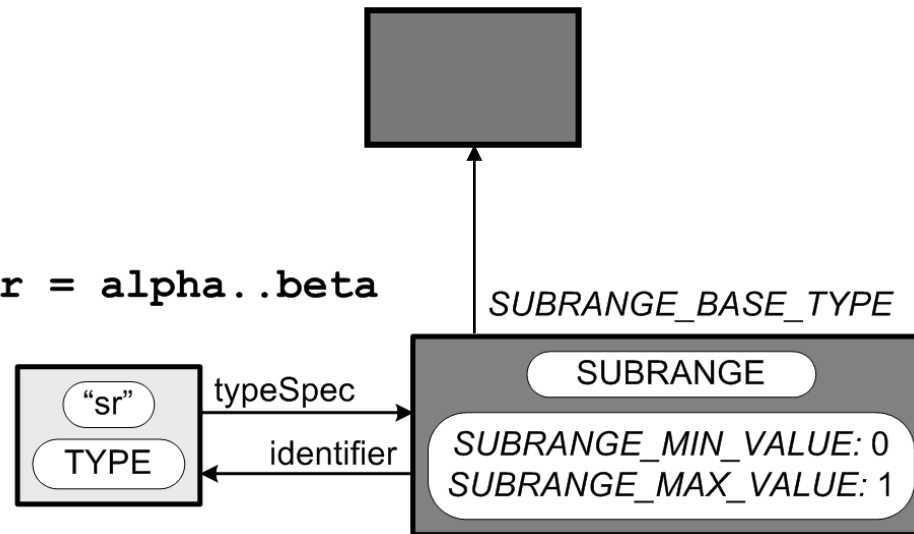 r = alpha..beta
SUBRANGE_BASE_TYPE
SUBRANGE
“sr”
typeSpec
TYPE
identifier
SUBRANGE_MIN_VALUE: 0
SUBRANGE_MAX_VALUE: 1